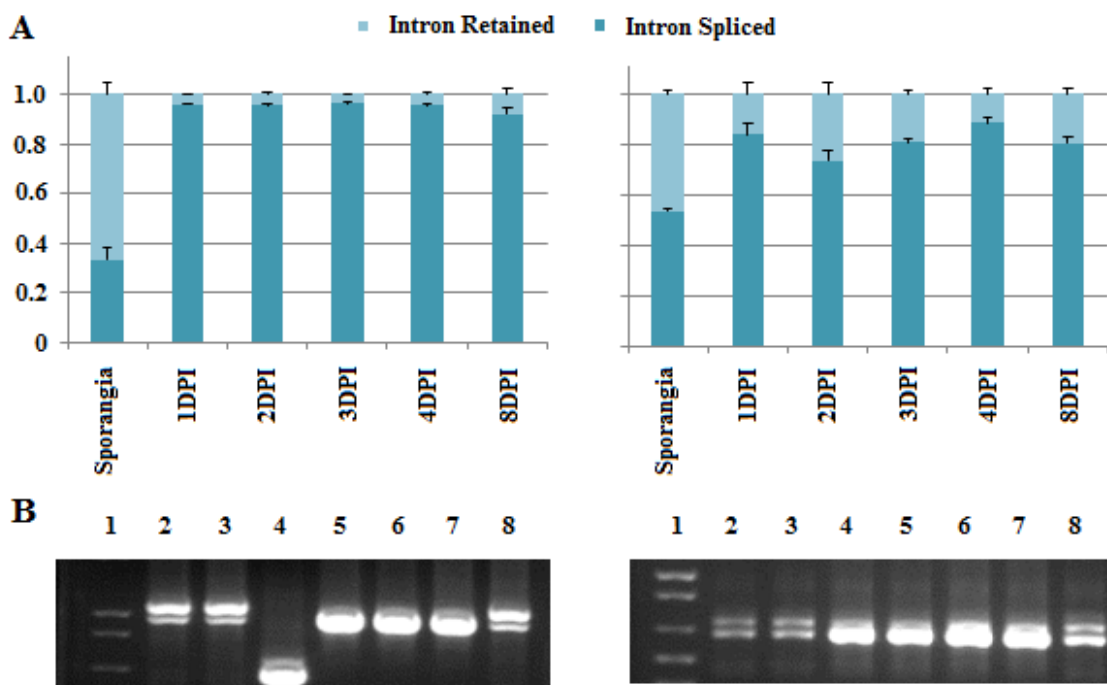 A
Intron Retained Intron Spliced
1.0
0.8
0.6
0.4
0.2
0
Sporangia 1DPI 2DPI 3DPI 4DPI 8DPI
Sporangia 1DPI 2DPI 3DPI 4DPI 8DPI
B
1 2 3 4 5 6 7 8
1 2 3 4 5 6 7 8